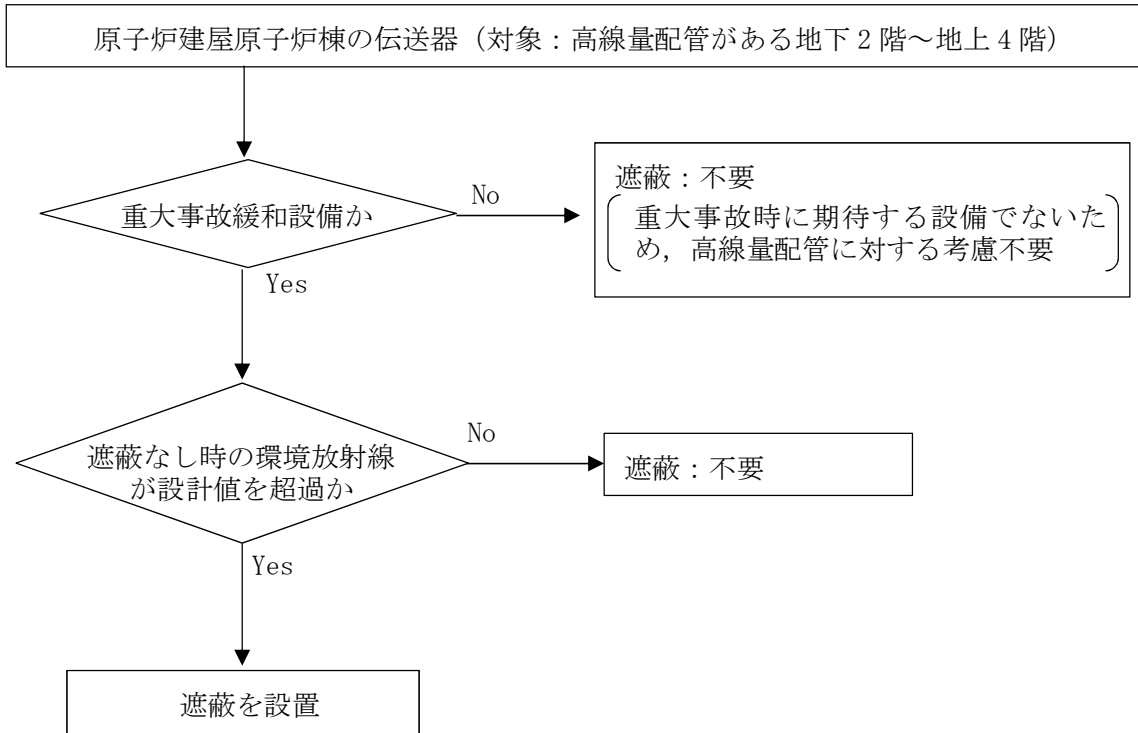 原子炉建屋原子炉棟の伝送器（対象：高線量配管がある地下２階～地上４階）
重大事故緩和設備か
No
遮蔽：不要
重大事故時に期待する設備でないた
め，高線量配管に対する考慮不要
Yes
遮蔽なし時の環境放射線
が設計値を超過か
No
遮蔽：不要
Yes
遮蔽を設置